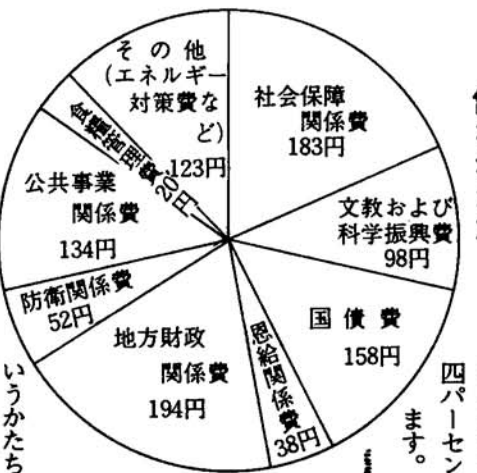 社会保障
関係費
183円
文教および
科学振興費
98円
国債費
158円
恩給関係費
38円
地方財政
関係費
194円
防衛関係費
52円
公共事業
関係費
134円
食糧管理費20円
その他
(エネルギー
対策費な
ど)
123円
四パーセン
ます。
いうかたち